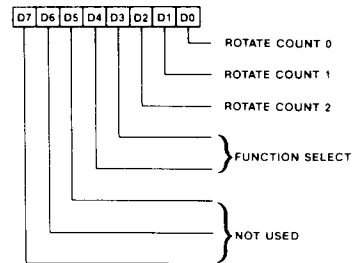 D7 D6 D5 D4 D3 D2 D1 D0
ROTATE COUNT 0
ROTATE COUNT 1
ROTATE COUNT 2
FUNCTION SELECT
NOT USED